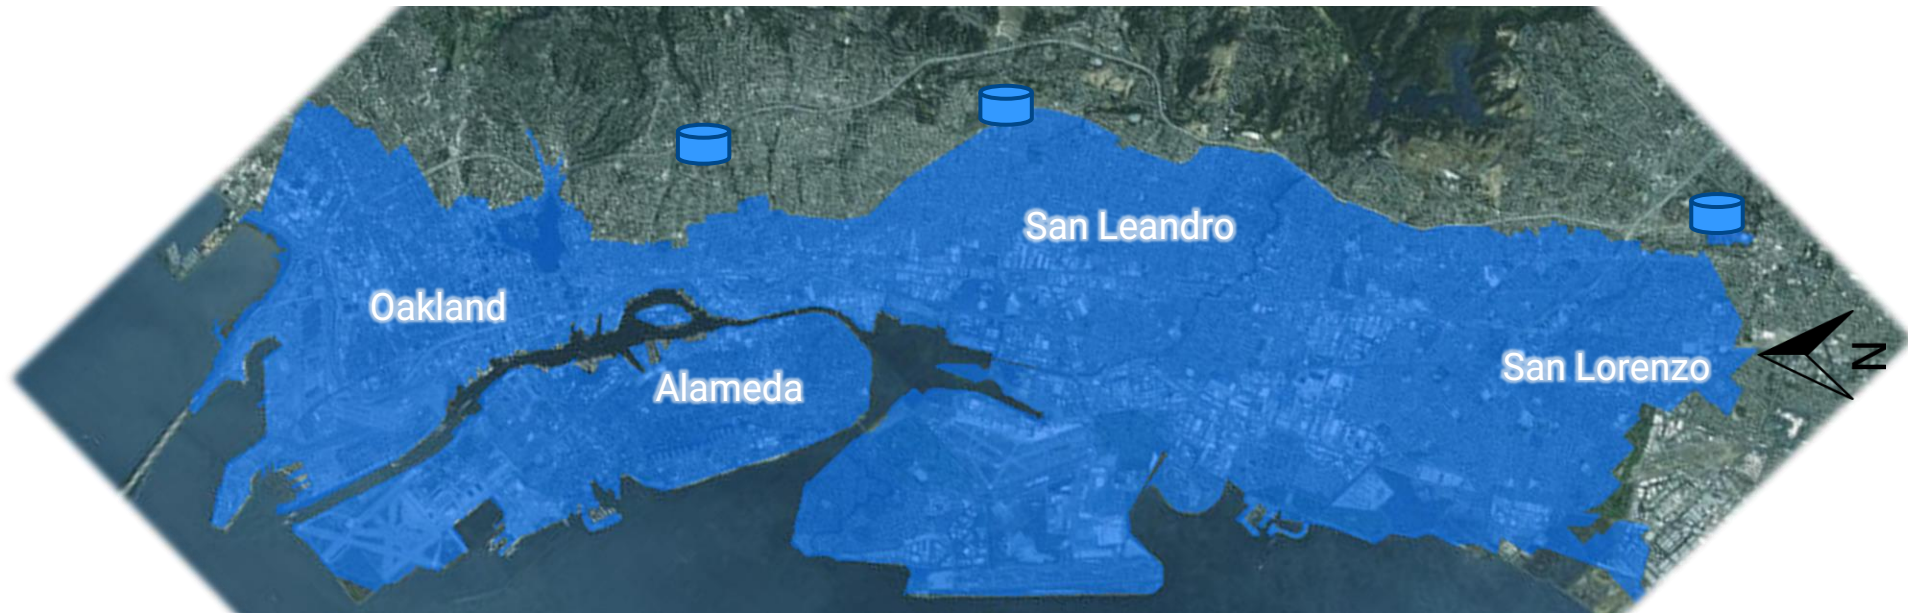 San Leandro
Oakland
San Lorenzo
Alameda
N